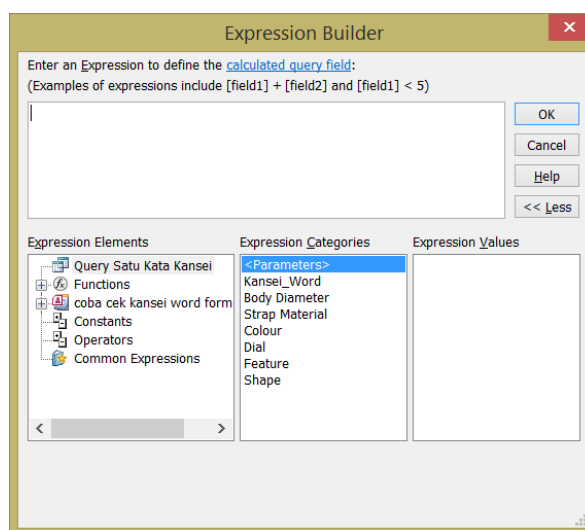 Expression Builder
Enter an Expression to define the calculated query field:
(Examples of expressions include [field1] + [field2] and [field1] < 5)
OK
Cancel
Help
<< Less
Expression Elements
Query Satu Kata Kansei
Functions
coba cek kansei word form
Constants
Operators
Common Expressions
Expression Categories
<Parameters>
Kansei_Word
Body Diameter
Strap Material
Colour
Dial
Feature
Shape
Expression Values